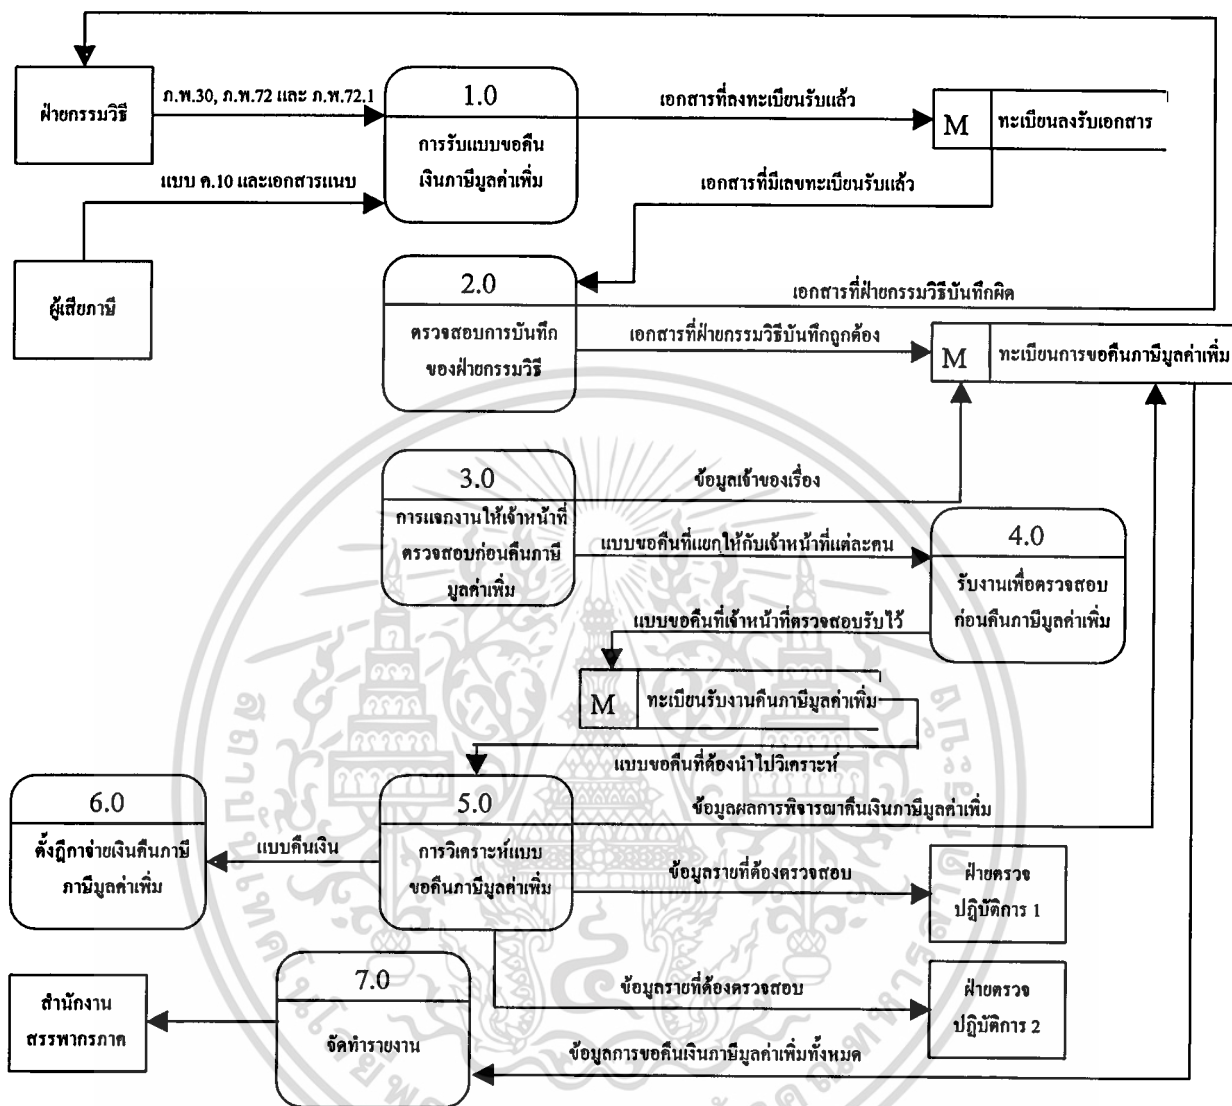 ฝ่ายกรรมวิธี
ภ.พ.30, ภ.พ.72 และ ภ.พ.72.1
1.0
การรับแบบขอคืน
เงินภาษีมูลค่าเพิ่ม
เอกสารที่ลงทะเบียนรับแล้ว
M
ทะเบียนลงรับเอกสาร
แบบ ค.10 และเอกสารแนบ
เอกสารที่มีเลขทะเบียนรับแล้ว
ผู้เสียภาษี
2.0
ตรวจสอบการบันทึก
ของฝ่ายกรรมวิธี
เอกสารที่ฝ่ายกรรมวิธีบันทึกผิด
เอกสารที่ฝ่ายกรรมวิธีบันทึกถูกต้อง
M
ทะเบียนการขอคืนภาษีมูลค่าเพิ่ม
3.0
การแจกงานให้เจ้าหน้าที่
ตรวจสอบก่อนคืนภาษี
มูลค่าเพิ่ม
ข้อมูลเจ้าของเรื่อง
แบบขอคืนที่แยกให้กับเจ้าหน้าที่แต่ละคน
4.0
รับงานเพื่อตรวจสอบ
ก่อนคืนภาษีมูลค่าเพิ่ม
แบบขอคืนที่เจ้าหน้าที่ตรวจสอบรับไว้
M
ทะเบียนรับงานคืนภาษีมูลค่าเพิ่ม
แบบขอคืนที่ต้องนำไปวิเคราะห์
6.0
ตั้งฎีกาจ่ายเงินคืนภาษี
ภาษีมูลค่าเพิ่ม
แบบคืนเงิน
5.0
การวิเคราะห์แบบ
ขอคืนภาษีมูลค่าเพิ่ม
ข้อมูลผลการพิจารณาคืนเงินภาษีมูลค่าเพิ่ม
ข้อมูลรายที่ต้องตรวจสอบ
ฝ่ายตรวจ
ปฏิบัติการ 1
ข้อมูลรายที่ต้องตรวจสอบ
ฝ่ายตรวจ
ปฏิบัติการ 2
สำนักงาน
สรรพากรภาค
7.0
จัดทำรายงาน
ข้อมูลการขอคืนเงินภาษีมูลค่าเพิ่มทั้งหมด